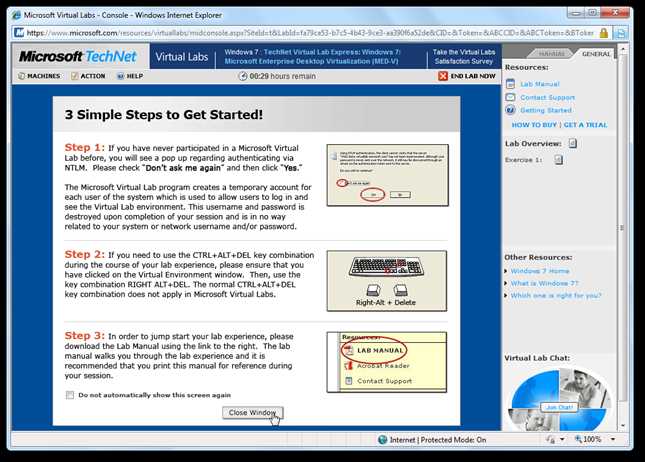 Microsoft Virtual Labs - Console - Windows Internet Explorer
https://www.microsoft.com/resources/virtuallabs/midconsole.aspx?
Microsoft TechNet
Virtual Labs
Windows 7 : TechNet Virtual Lab Express: Windows 7:
Microsoft Enterprise Desktop Virtualization (MED-V)
Take the Virtual Labs
Satisfaction Survey
MACHINES
ACTION
HELP
00:29 hours remain
END LAB NOW
MANUAL
GENERAL
Resources:
Lab Manual
Contact Support
Getting Started
HOW TO BUY | GET A TRIAL
Lab Overview:
Exercise 1:
Other Resources:
Windows 7 Home
What is Windows 7?
Which one is right for you?
Virtual Lab Chat:
Join Chat!
3 Simple Steps to Get Started!
Step 1: If you have never participated in a Microsoft Virtual
Lab before, you will see a pop up regarding authenticating via
NTLM. Please check "Don't ask me again" and then click "Yes."
The Microsoft Virtual Lab program creates a temporary account for
each user of the system which is used to allow users to log in and
see the Virtual Lab environment. This username and password is
destroyed upon completion of your session and is in no way
related to your system or network username and/or password.
Step 2: If you need to use the CTRL+ALT+DEL key combination
during the course of your lab experience, please ensure that you
have clicked on the Virtual Environment window. Then, use the
key combination RIGHT ALT+DEL. The normal CTRL+ALT+DEL
key combination does not apply in Microsoft Virtual Labs.
Right-Alt + Delete
Step 3: In order to jump start your lab experience, please
download the Lab Manual using the link to the right. The lab
manual walks you through the lab experience and it is
recommended that you print this manual for reference during
your session.
Resources:
LAB MANUAL
Acrobat Reader
Contact Support
Do not automatically show this screen again
Close Window
Internet | Protected Mode: On
100%